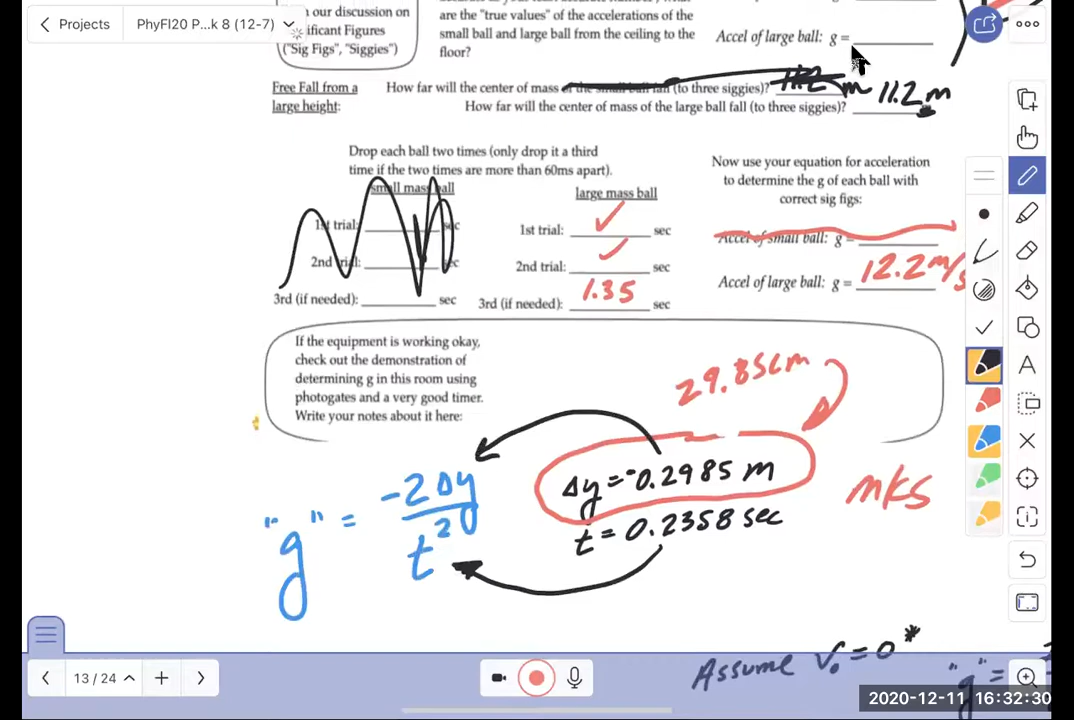 Projects
PhyFl20 P...k 8 (12-7)
n our discussion on
ificant Figures
("Sig Figs", "Siggies")
are the "true values" of the accelerations of the
small ball and large ball from the ceiling to the
floor?
Accel of large ball: g =
Free Fall from a
large height:
How far will the center of mass of the small ball fall (to three siggies)? 11.2 m 11.2 m
How far will the center of mass of the large ball fall (to three siggies)?
Drop each ball two times (only drop it a third
time if the two times are more than 60ms apart).
small mass ball
1st trial: sec
2nd trial: sec
3rd (if needed): sec
large mass ball
1st trial: ✓ sec
2nd trial: ✓ sec
3rd (if needed): 1.35 sec
Now use your equation for acceleration
to determine the g of each ball with
correct sig figs:
Accel of small ball: g =
Accel of large ball: g = 12.2 m/s
If the equipment is working okay,
check out the demonstration of
determining g in this room using
photogates and a very good timer.
Write your notes about it here:
29.85cm
Δy = -0.2985 m
t = 0.2358 sec
mks
"g" = -2Δy / t²
Assume V₀ = 0*
"g" =
13 / 24
2020-12-11 16:32:30